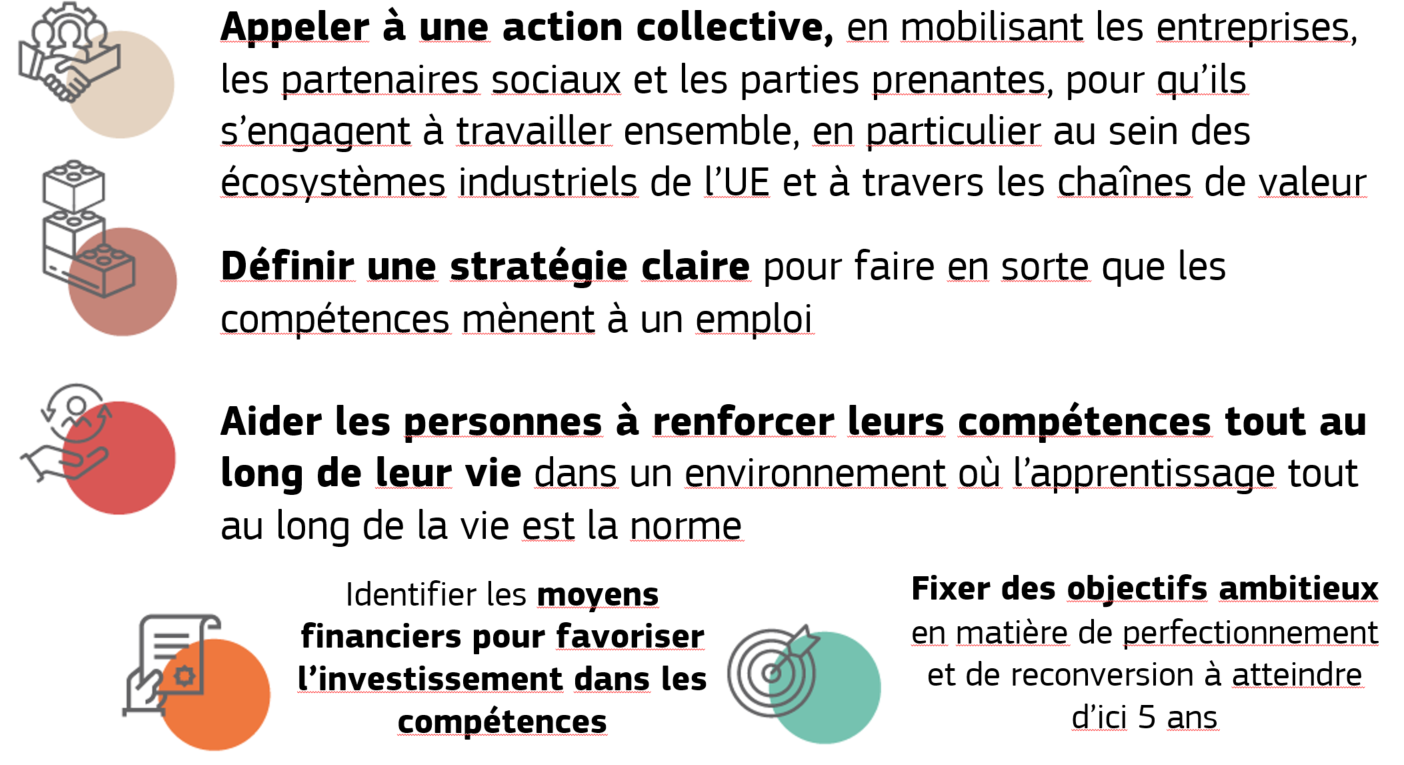 Appeler à une action collective, en mobilisant les entreprises,
les partenaires sociaux et les parties prenantes, pour qu'ils
s'engagent à travailler ensemble, en particulier au sein des
écosystèmes industriels de l'UE et à travers les chaînes de valeur
Définir une stratégie claire pour faire en sorte que les
compétences mènent à un emploi
Aider les personnes à renforcer leurs compétences tout au
long de leur vie dans un environnement où l'apprentissage tout
au long de la vie est la norme
Identifier les moyens
financiers pour favoriser
l'investissement dans les
compétences
Fixer des objectifs ambitieux
en matière de perfectionnement
et de reconversion à atteindre
d'ici 5 ans